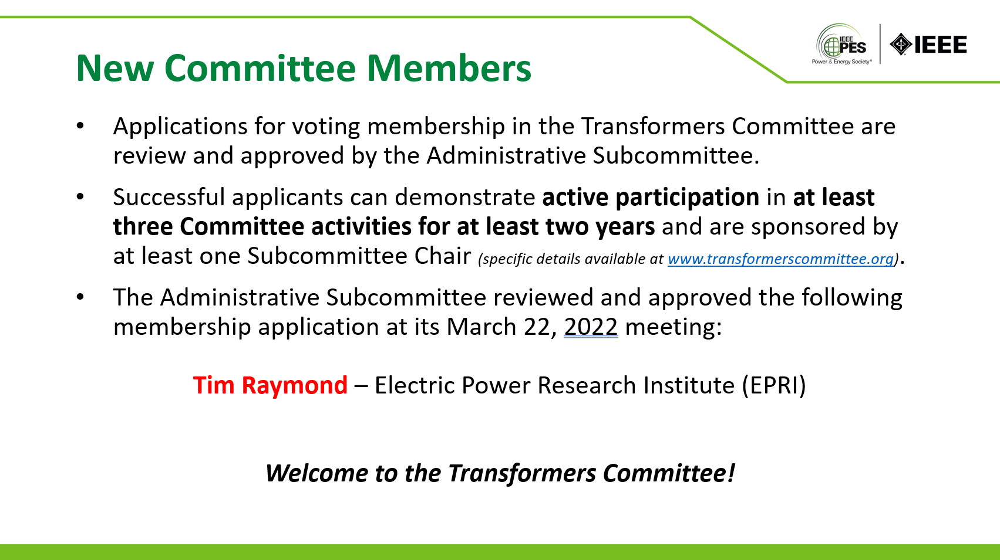 IEEE
PES
Power & Energy Society®
IEEE
New Committee Members
• Applications for voting membership in the Transformers Committee are
review and approved by the Administrative Subcommittee.
• Successful applicants can demonstrate active participation in at least
three Committee activities for at least two years and are sponsored by
at least one Subcommittee Chair (specific details available at www.transformerscommittee.org).
• The Administrative Subcommittee reviewed and approved the following
membership application at its March 22, 2022 meeting:
Tim Raymond – Electric Power Research Institute (EPRI)
Welcome to the Transformers Committee!